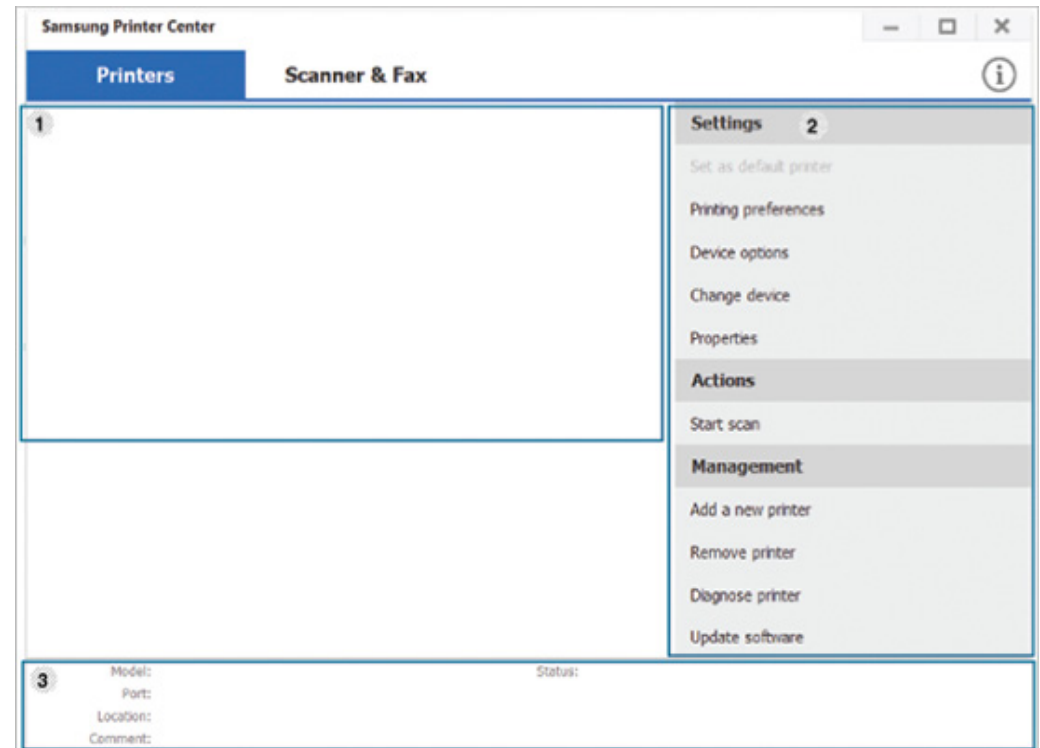 Samsung Printer Center
Printers
Scanner & Fax
i
1
Settings 2
Set as default printer
Printing preferences
Device options
Change device
Properties
Actions
Start scan
Management
Add a new printer
Remove printer
Diagnose printer
Update software
3
Model:
Status:
Port:
Location:
Comment: